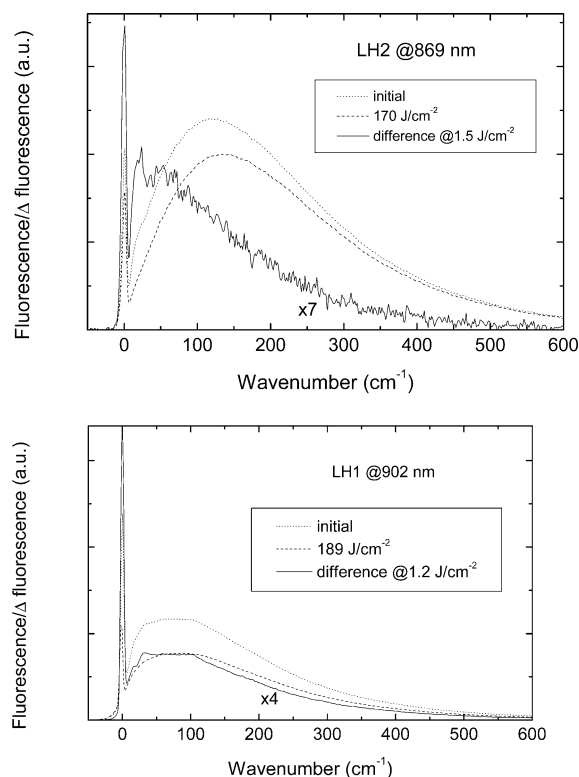 Fluorescence/Δ fluorescence (a.u.)
LH2 @869 nm
initial
170 J/cm⁻²
difference @1.5 J/cm⁻²
x7
0 100 200 300 400 500 600
Wavenumber (cm⁻¹)
Fluorescence/Δ fluorescence (a.u.)
LH1 @902 nm
initial
189 J/cm⁻²
difference @1.2 J/cm⁻²
x4
0 100 200 300 400 500 600
Wavenumber (cm⁻¹)